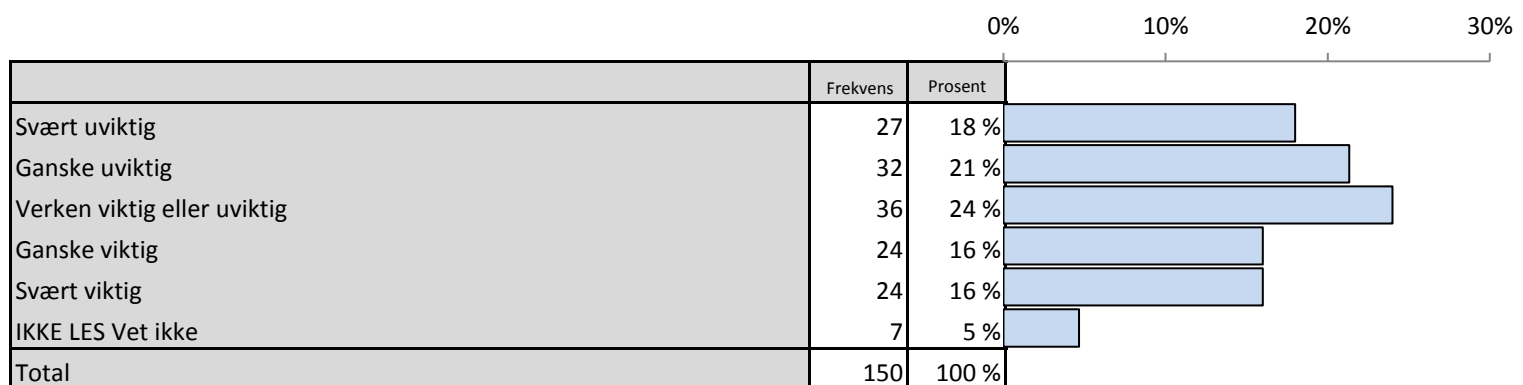 0% 10% 20% 30%
Frekvens Prosent
Svært uviktig 27 18 %
Ganske uviktig 32 21 %
Verken viktig eller uviktig 36 24 %
Ganske viktig 24 16 %
Svært viktig 24 16 %
IKKE LES Vet ikke 7 5 %
Total 150 100 %